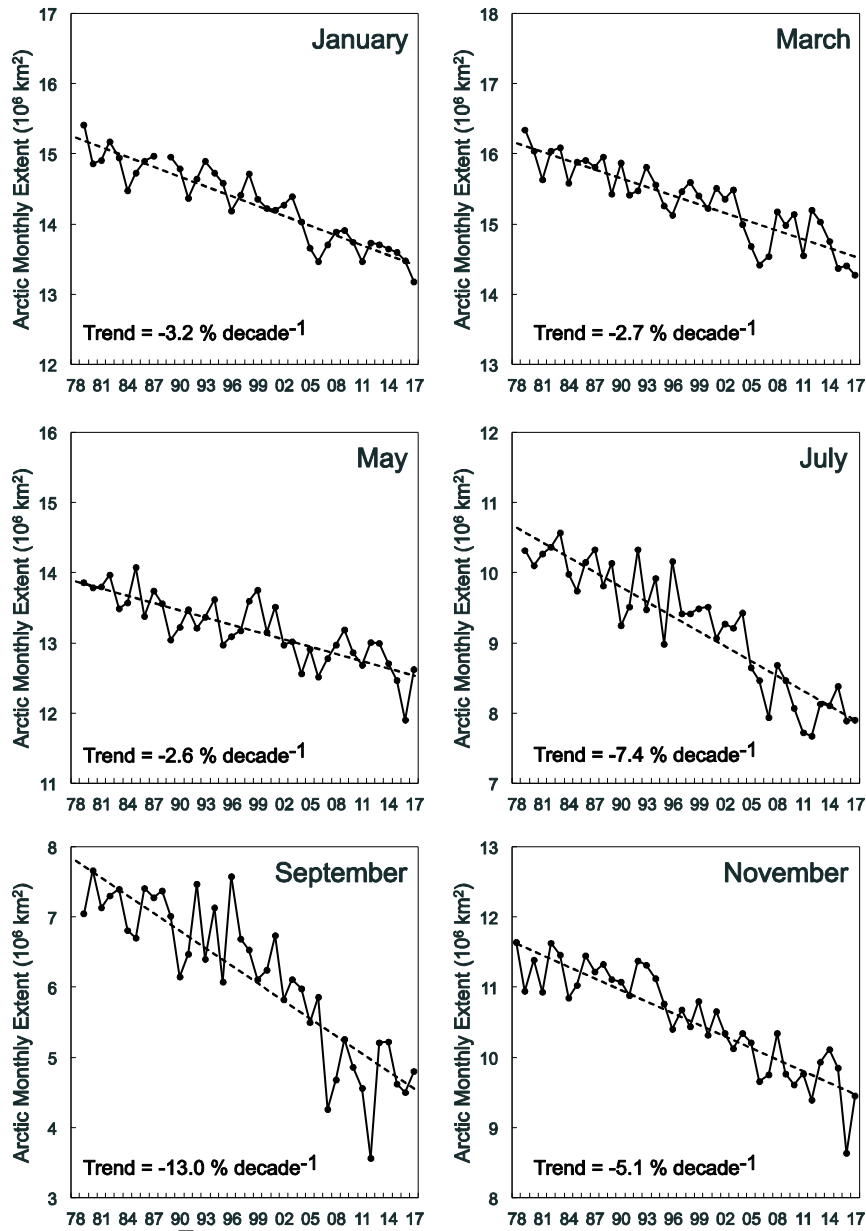 January
Arctic Monthly Extent (10⁶ km²)
17
16
15
14
13
12
Trend = -3.2 % decade⁻¹
78 81 84 87 90 93 96 99 02 05 08 11 14 17
March
Arctic Monthly Extent (10⁶ km²)
18
17
16
15
14
13
Trend = -2.7 % decade⁻¹
78 81 84 87 90 93 96 99 02 05 08 11 14 17
May
Arctic Monthly Extent (10⁶ km²)
16
15
14
13
12
11
Trend = -2.6 % decade⁻¹
78 81 84 87 90 93 96 99 02 05 08 11 14 17
July
Arctic Monthly Extent (10⁶ km²)
12
11
10
9
8
7
Trend = -7.4 % decade⁻¹
78 81 84 87 90 93 96 99 02 05 08 11 14 17
September
Arctic Monthly Extent (10⁶ km²)
8
7
6
5
4
3
Trend = -13.0 % decade⁻¹
78 81 84 87 90 93 96 99 02 05 08 11 14 17
November
Arctic Monthly Extent (10⁶ km²)
13
12
11
10
9
8
Trend = -5.1 % decade⁻¹
78 81 84 87 90 93 96 99 02 05 08 11 14 17